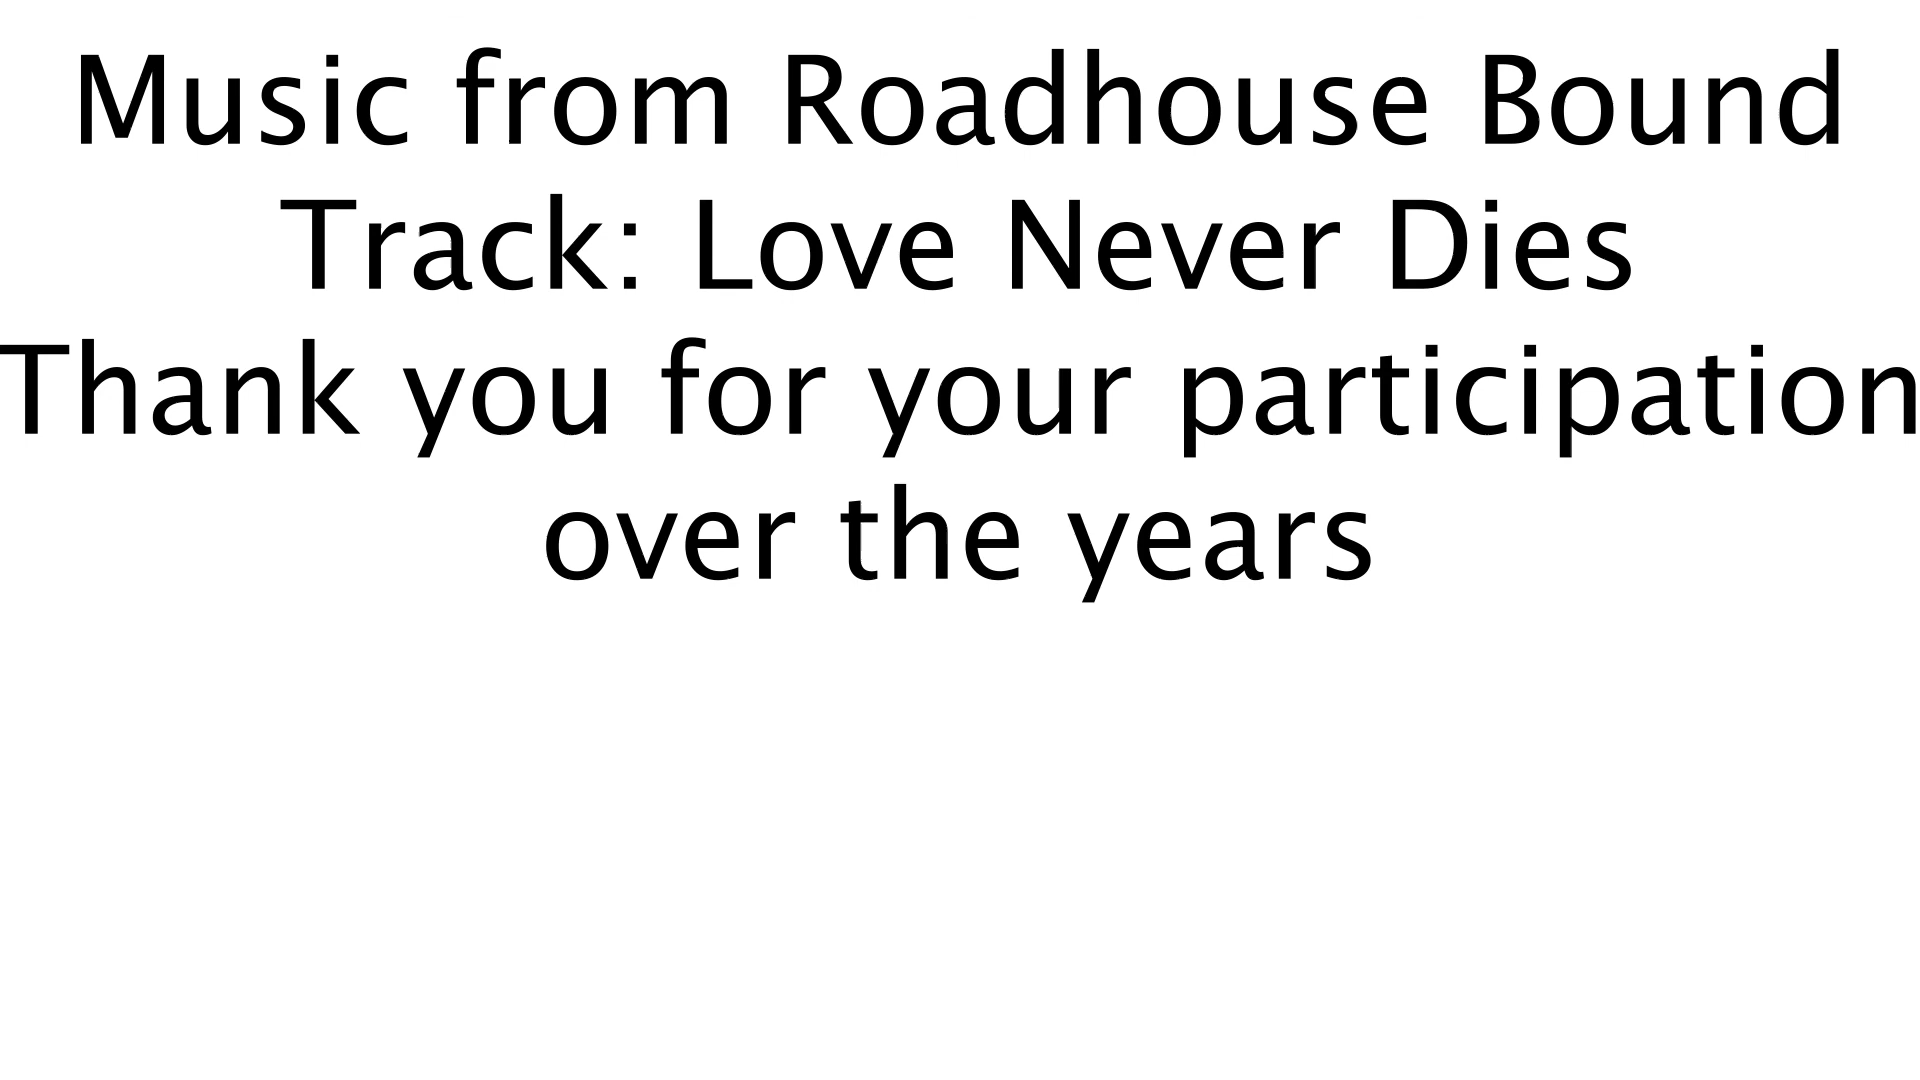 Music from Roadhouse Bound
Track: Love Never Dies
Thank you for your participation
over the years